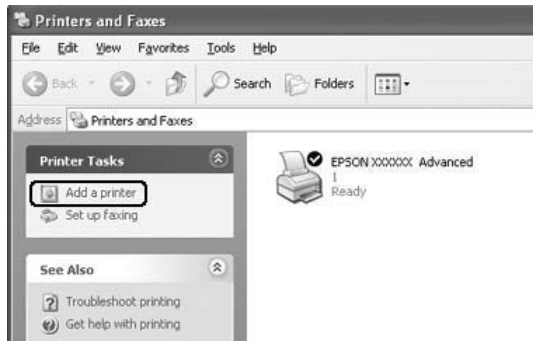 Printers and Faxes
File Edit View Favorites Tools Help
Back Search Folders
Address Printers and Faxes
Printer Tasks
Add a printer
Set up faxing
See Also
Troubleshoot printing
Get help with printing
EPSON XXXXXX Advanced
1
Ready